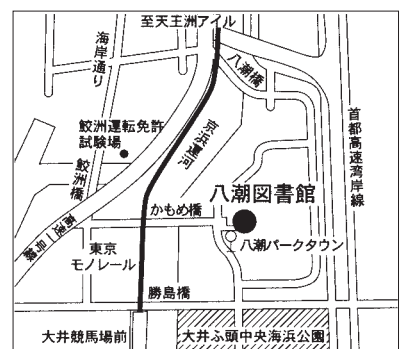 至天王洲アイル
海岸通り
八潮橋
鮫洲運転免許
試験場
京浜運河
首都高速湾岸線
鮫洲橋
八潮図書館
かもめ橋
高速1号線
八潮パークタウン
東京
モノレール
勝島橋
大井競馬場前
大井ふ頭中央海浜公園